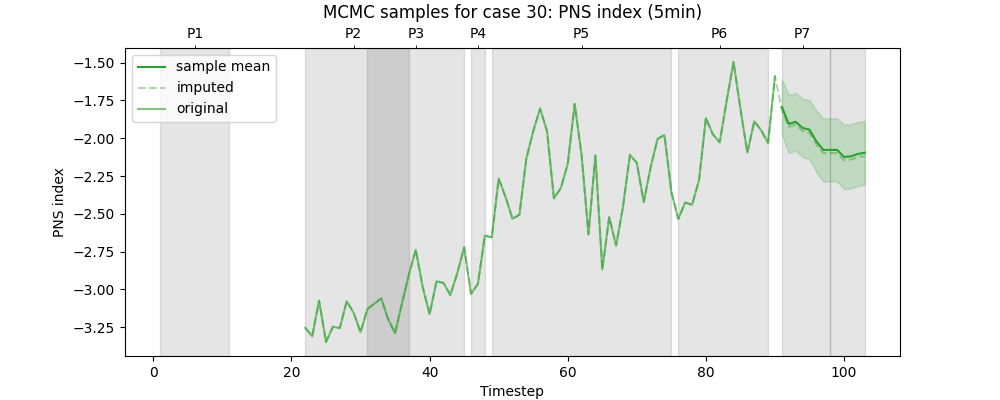 MCMC samples for case 30: PNS index (5min)
P1 P2 P3 P4 P5 P6 P7
sample mean
imputed
original
−1.50
−1.75
−2.00
−2.25
−2.50
−2.75
−3.00
−3.25
PNS index
0 20 40 60 80 100
Timestep